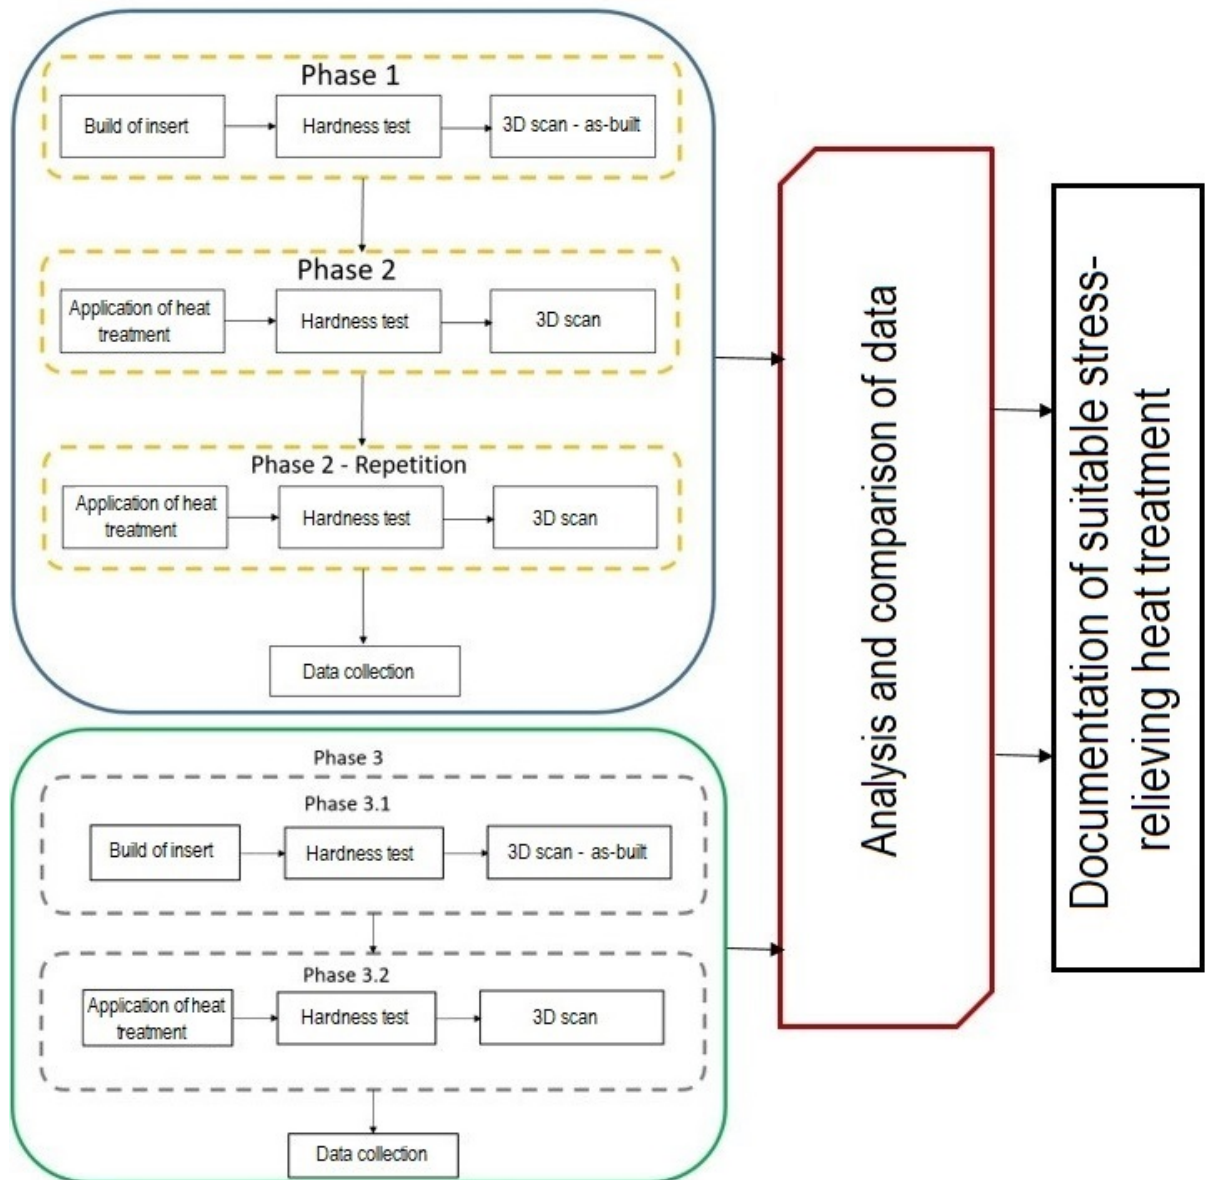 Phase 1
Build of insert
Hardness test
3D scan - as-built
Phase 2
Application of heat
treatment
Hardness test
3D scan
Phase 2 - Repetition
Application of heat
treatment
Hardness test
3D scan
Data collection
Phase 3
Phase 3.1
Build of insert
Hardness test
3D scan - as-built
Phase 3.2
Application of heat
treatment
Hardness test
3D scan
Data collection
Analysis and comparison of data
Documentation of suitable stress-
relieving heat treatment